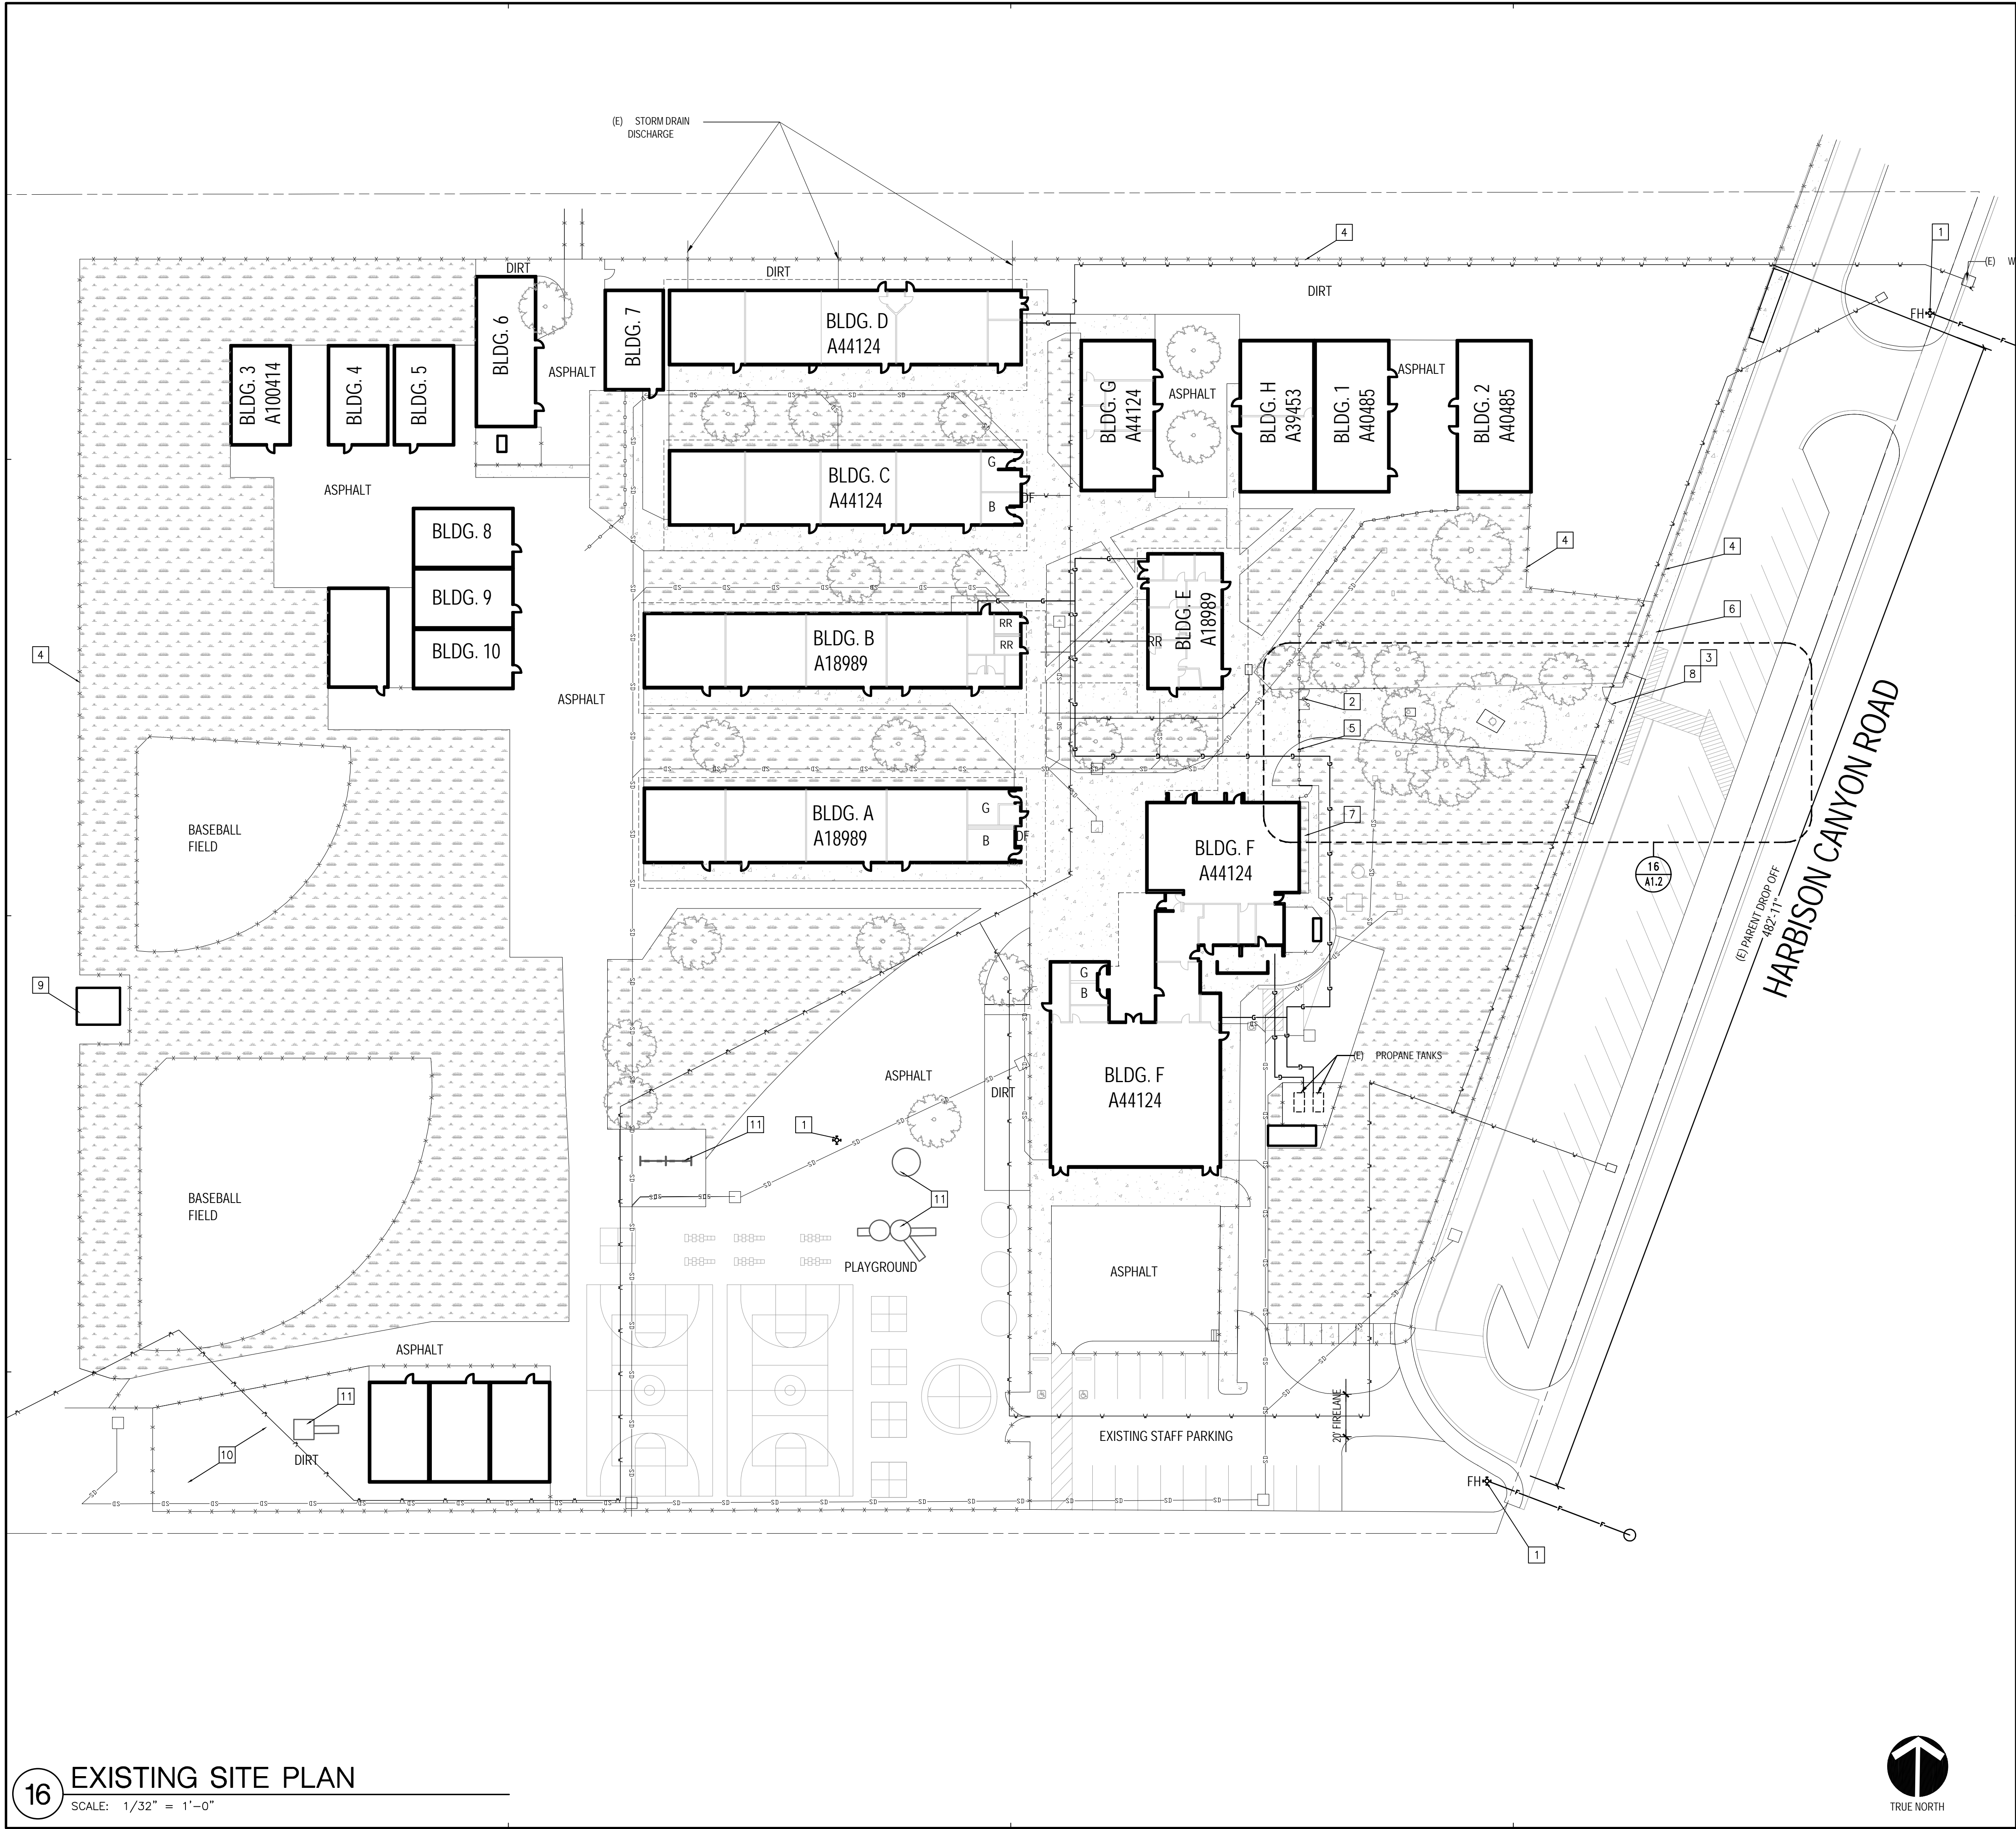 (E) STORM DRAIN
DISCHARGE
4
1
(E) W
FH
DIRT
DIRT
DIRT
BLDG. 3
A100414
BLDG. 4
BLDG. 5
BLDG. 6
ASPHALT
BLDG. 7
BLDG. D
A44124
BLDG. G
A44124
ASPHALT
BLDG. H
A39453
BLDG. 1
A40485
ASPHALT
BLDG. 2
A40485
BLDG. C
A44124
G
B
DF
ASPHALT
BLDG. 8
BLDG. 9
BLDG. 10
4
4
6
3
8
BLDG. B
A18989
RR
RR
RR
BLDG. E
A18989
4
ASPHALT
2
5
7
BASEBALL
FIELD
BLDG. A
A18989
G
B
DF
BLDG. F
A44124
16
A1.2
(E) PARENT DROP OFF
482'-11"
HARBISON CANYON ROAD
9
G
B
(E) PROPANE TANKS
BLDG. F
A44124
ASPHALT
DIRT
11
1
11
BASEBALL
FIELD
PLAYGROUND
ASPHALT
ASPHALT
11
10
DIRT
EXISTING STAFF PARKING
20' FIRELANE
FH
1
16
EXISTING SITE PLAN
SCALE: 1/32" = 1'-0"
TRUE NORTH